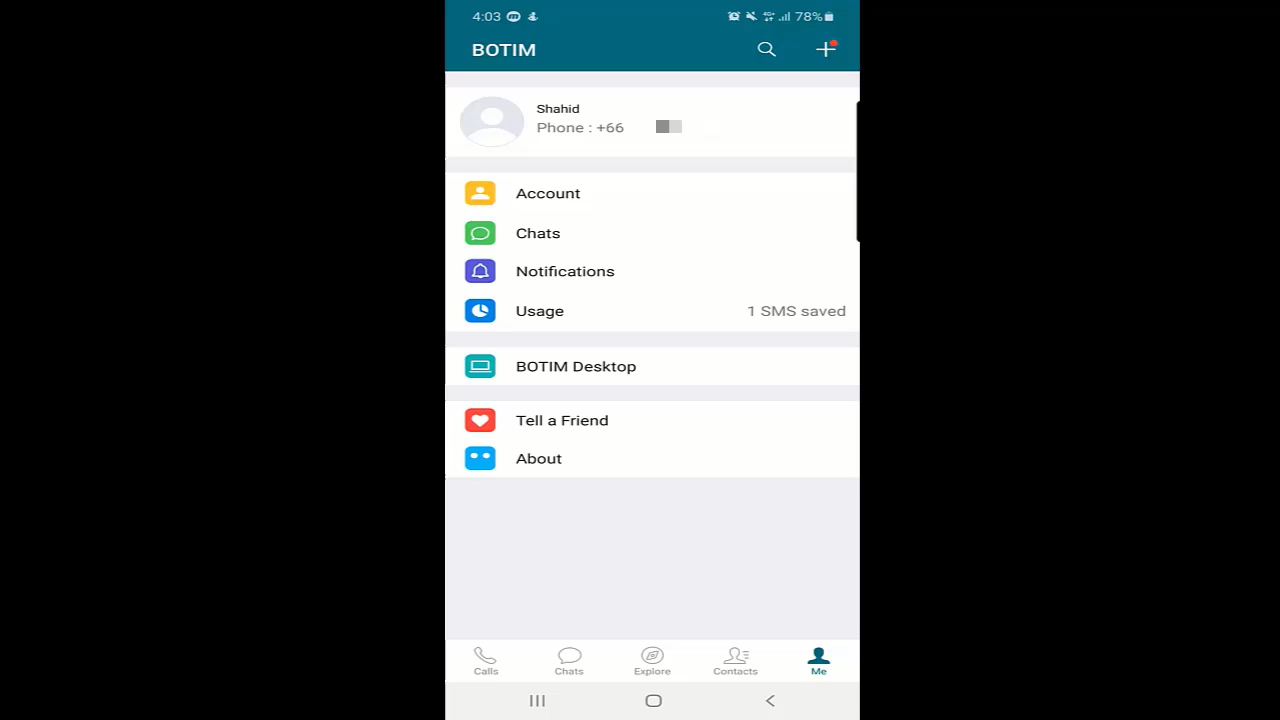 4:03 78%
BOTIM
Shahid
Phone : +66
Account
Chats
Notifications
Usage 1 SMS saved
BOTIM Desktop
Tell a Friend
About
Calls Chats Explore Contacts Me